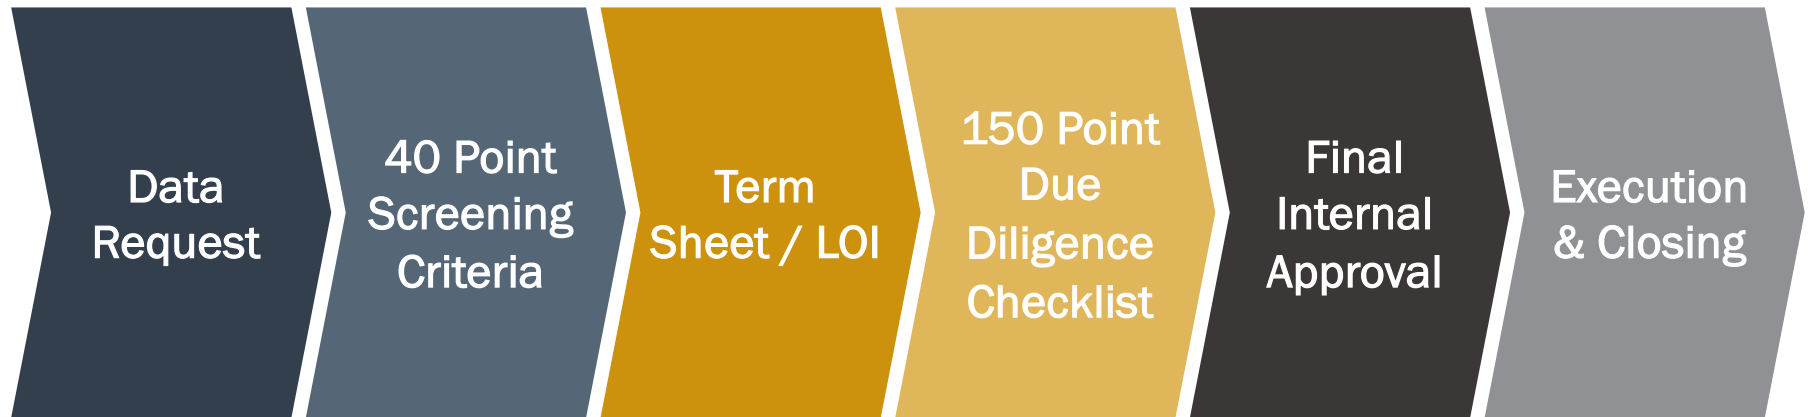 Data
Request
40 Point
Screening
Criteria
Term
Sheet / LOI
150 Point
Due
Diligence
Checklist
Final
Internal
Approval
Execution
& Closing